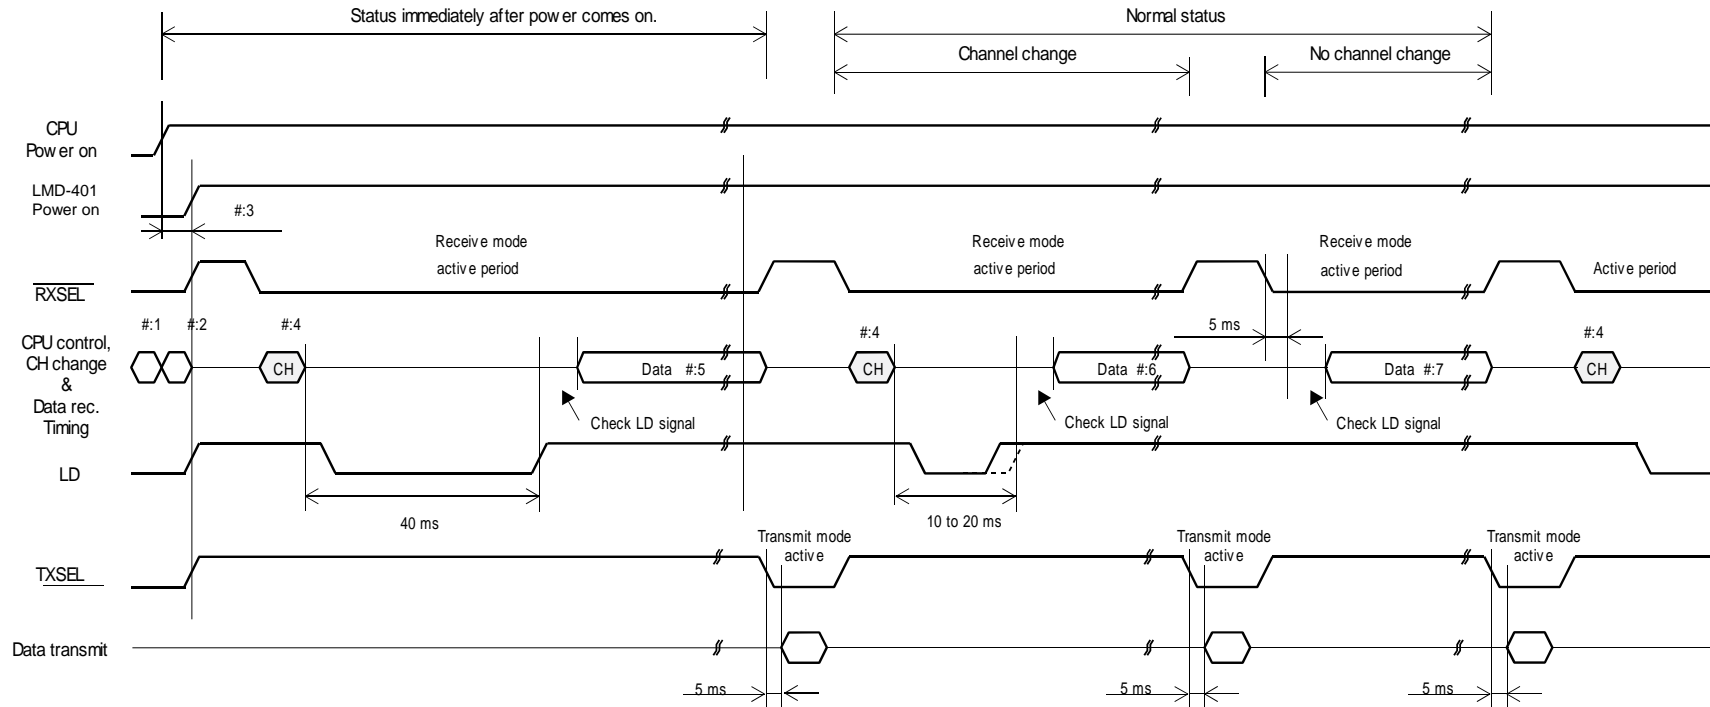 Status immediately after power comes on.
Normal status
Channel change
No channel change
CPU
Power on
LMD-401
Power on
#:3
Receive mode
active period
Receive mode
active period
Receive mode
active period
Active period
RXSEL
#:1
#:2
#:4
#:4
5 ms
#:4
CPU control,
CH change
&
Data rec.
Timing
CH
Data #:5
CH
Data #:6
Data #:7
CH
Check LD signal
Check LD signal
Check LD signal
LD
40 ms
10 to 20 ms
Transmit mode
active
Transmit mode
active
Transmit mode
active
TXSEL
Data transmit
5 ms
5 ms
5 ms